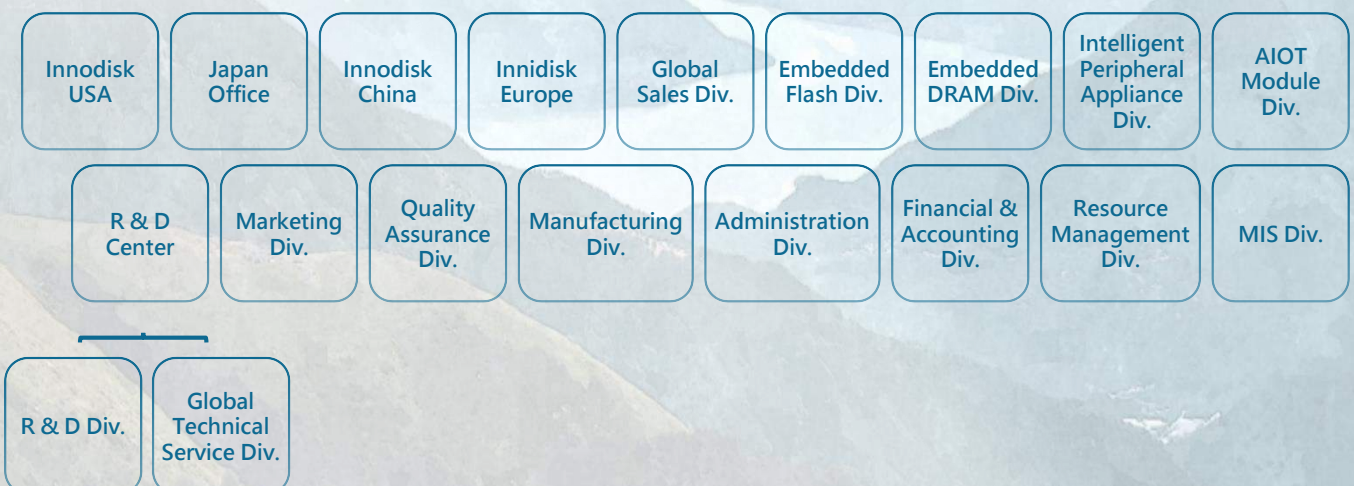 Innodisk
USA
Japan
Office
Innodisk
China
Innidisk
Europe
Global
Sales Div.
Embedded
Flash Div.
Embedded
DRAM Div.
Intelligent
Peripheral
Appliance
Div.
AIOT
Module
Div.
R & D
Center
Marketing
Div.
Quality
Assurance
Div.
Manufacturing
Div.
Administration
Div.
Financial &
Accounting
Div.
Resource
Management
Div.
MIS Div.
R & D Div.
Global
Technical
Service Div.